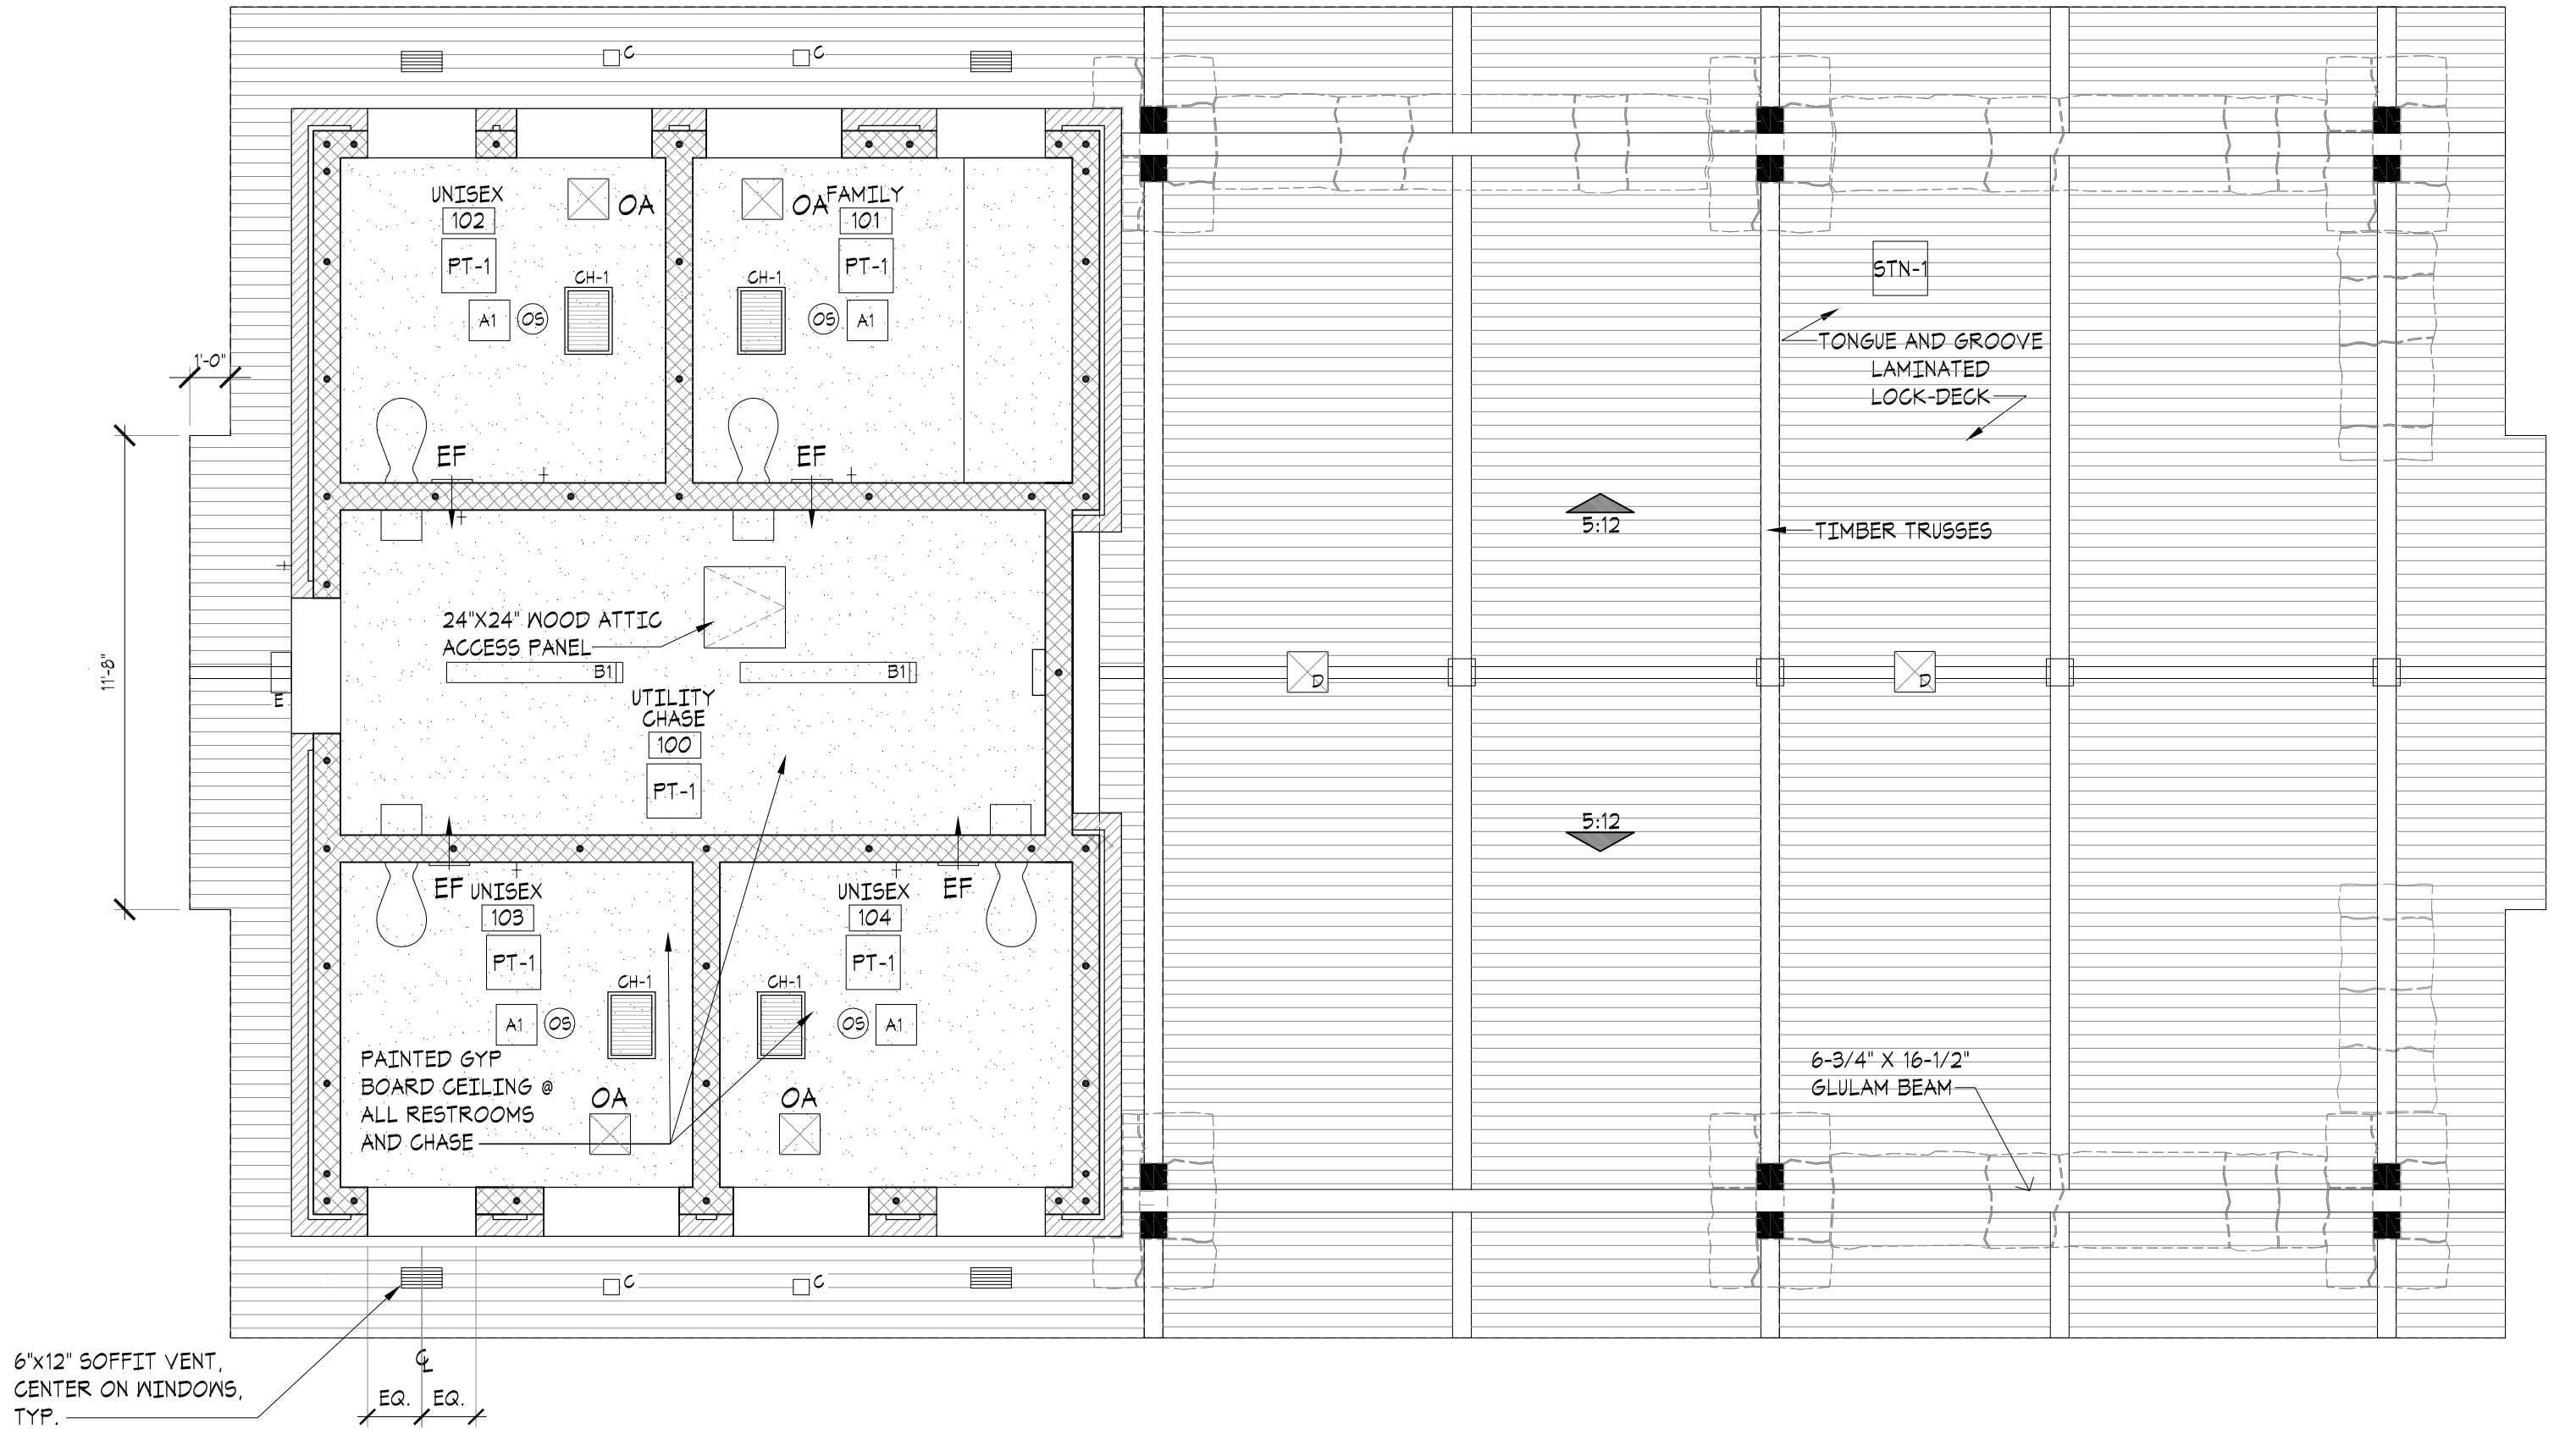 C
C
UNISEX
102
PT-1
OA
CH-1
A1
OS
OA
FAMILY
101
PT-1
CH-1
OS
A1
STN-1
TONGUE AND GROOVE
LAMINATED
LOCK-DECK
1'-0"
EF
EF
5:12
TIMBER TRUSSES
24"X24" WOOD ATTIC
ACCESS PANEL
B1
B1
11'-8"
E
D
D
UTILITY
CHASE
100
PT-1
5:12
EF
UNISEX
103
PT-1
A1
OS
CH-1
UNISEX
104
EF
PT-1
CH-1
OS
A1
PAINTED GYP
BOARD CEILING @
ALL RESTROOMS
AND CHASE
OA
OA
6-3/4" X 16-1/2"
GLULAM BEAM
C
C
6"x12" SOFFIT VENT,
CENTER ON WINDOWS,
TYP.
℄
EQ.
EQ.